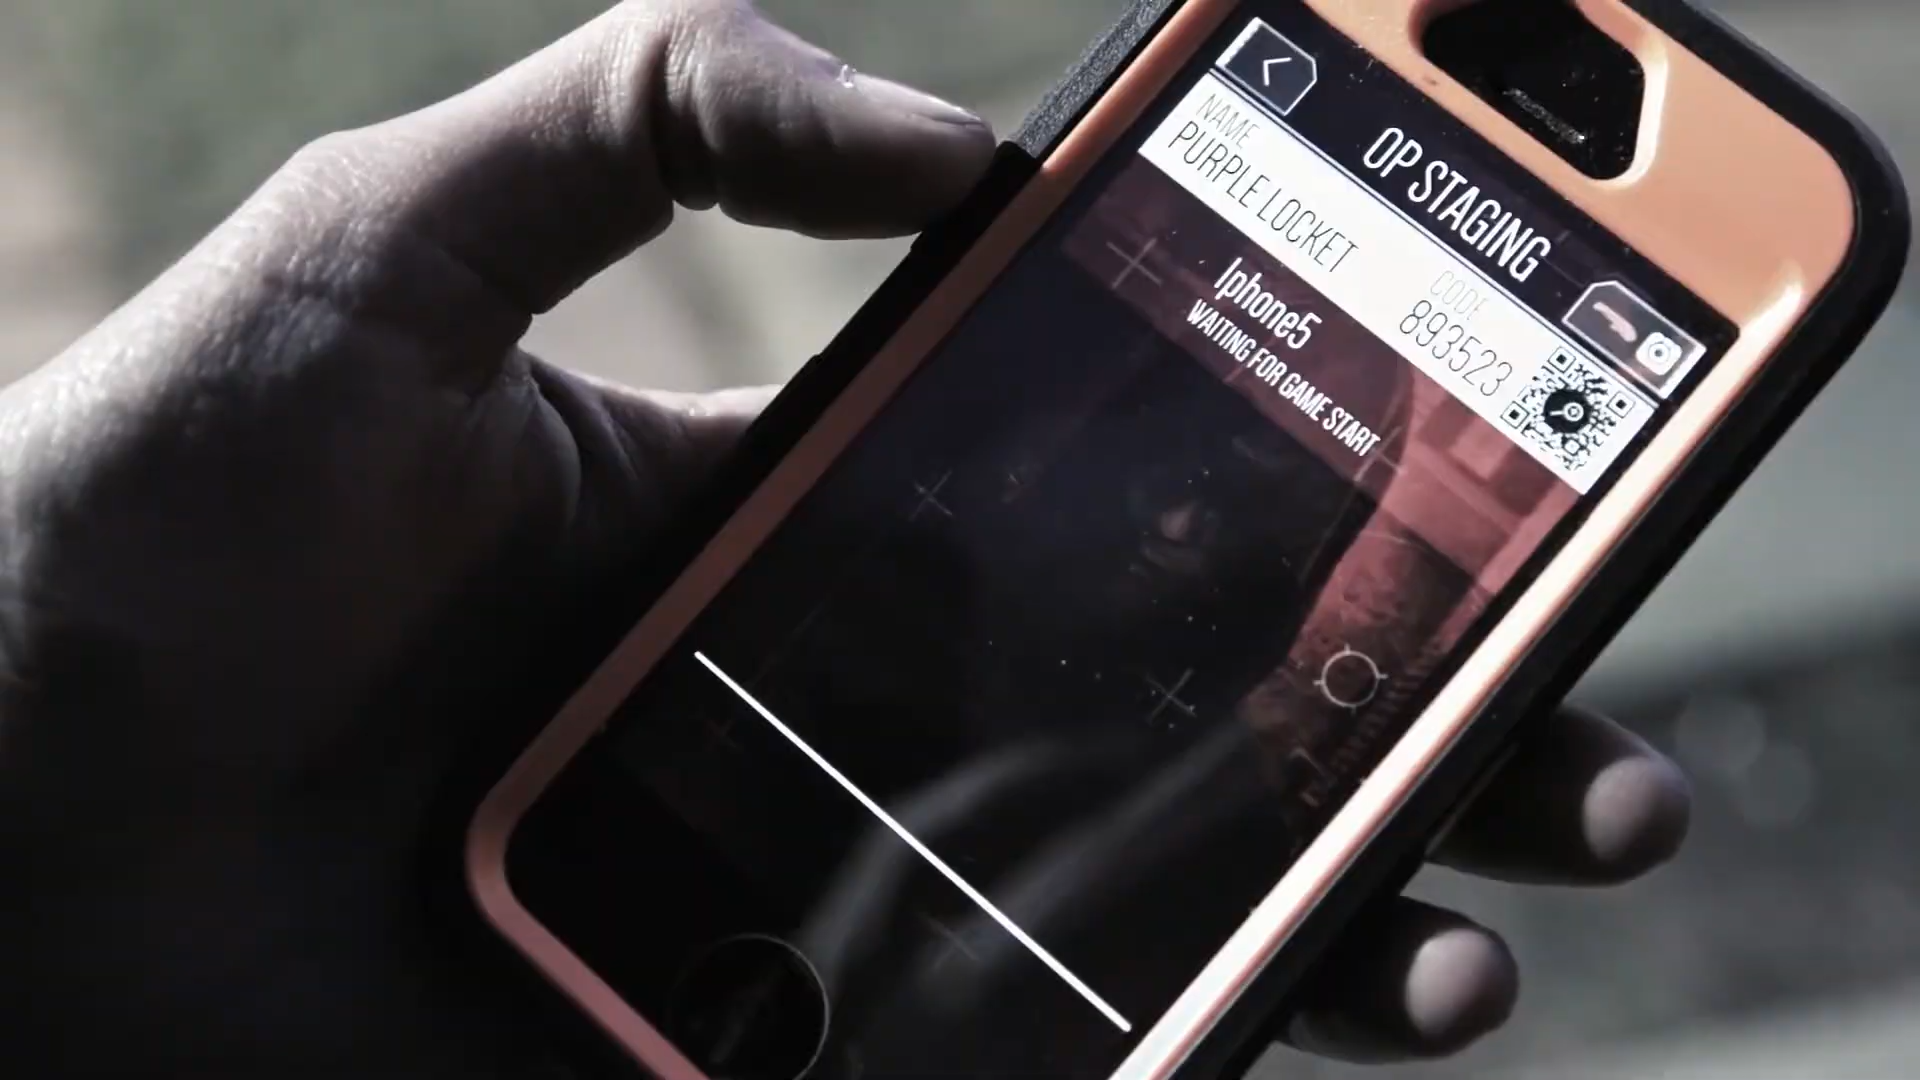 OP STAGING
NAME
PURPLE LOCKET
CODE
893523
Iphone5
WAITING FOR GAME START